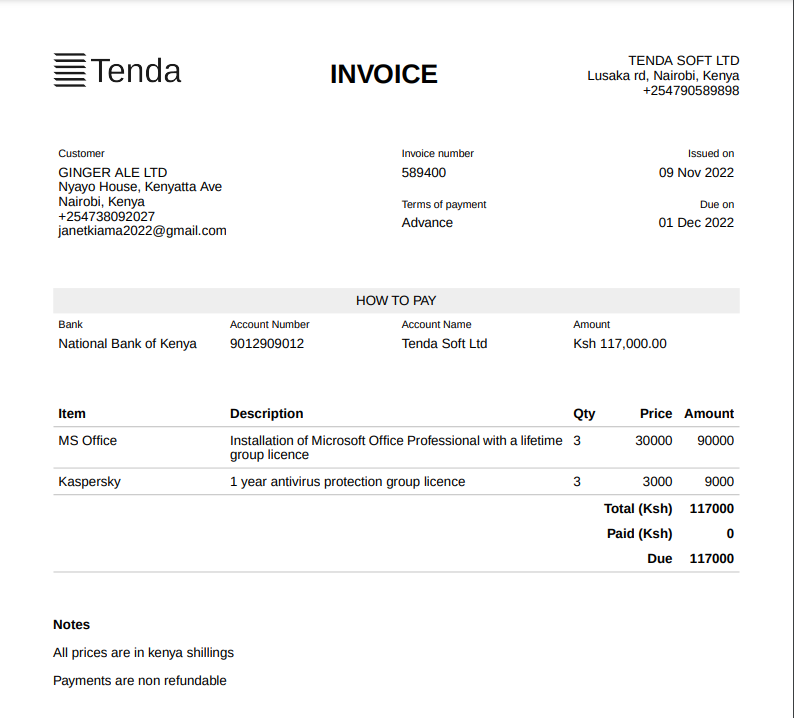 Tenda
INVOICE
TENDA SOFT LTD
Lusaka rd, Nairobi, Kenya
+254790589898
Customer
GINGER ALE LTD
Nyayo House, Kenyatta Ave
Nairobi, Kenya
+254738092027
janetkiama2022@gmail.com
Invoice number
589400
Terms of payment
Advance
Issued on
09 Nov 2022
Due on
01 Dec 2022
HOW TO PAY
Bank Account Number Account Name Amount
National Bank of Kenya 9012909012 Tenda Soft Ltd Ksh 117,000.00
Item Description Qty Price Amount
MS Office Installation of Microsoft Office Professional with a lifetime 3 30000 90000
group licence
Kaspersky 1 year antivirus protection group licence 3 3000 9000
Total (Ksh) 117000
Paid (Ksh) 0
Due 117000
Notes
All prices are in kenya shillings
Payments are non refundable